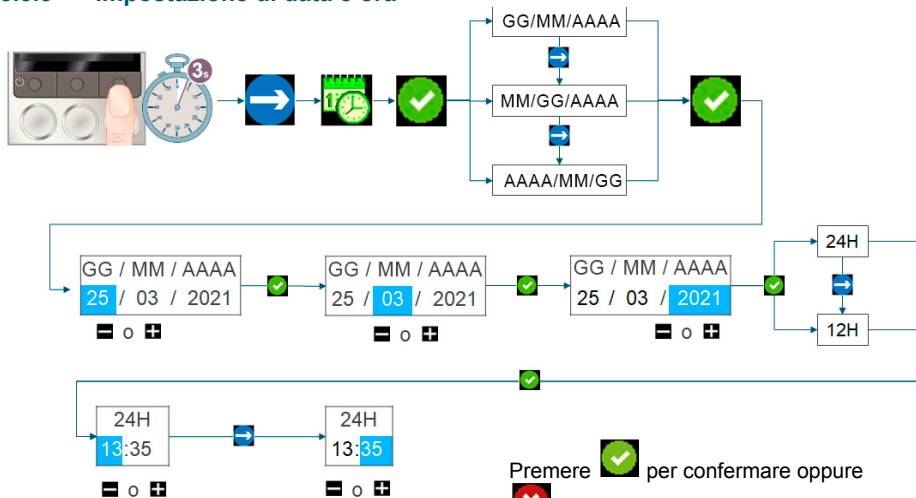 Impostazione di data e ora
GG/MM/AAAA
3s
MM/GG/AAAA
AAAA/MM/GG
GG / MM / AAAA
25 / 03 / 2021
o
GG / MM / AAAA
25 / 03 / 2021
o
GG / MM / AAAA
25 / 03 / 2021
o
24H
12H
24H
13:35
o
24H
13:35
o
Premere per confermare oppure